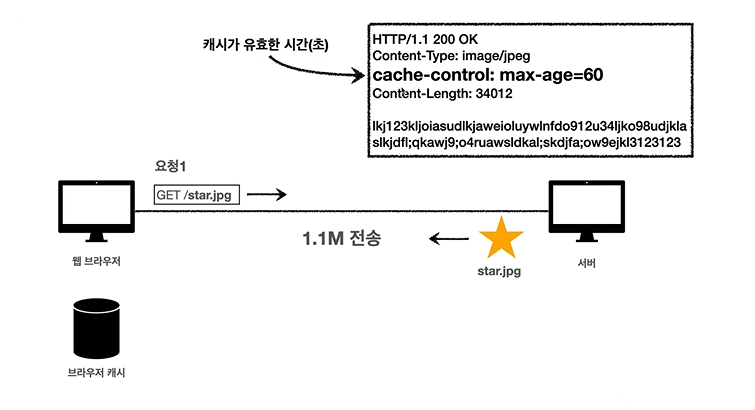 캐시가 유효한 시간(초)
HTTP/1.1 200 OK
Content-Type: image/jpeg
cache-control: max-age=60
Content-Length: 34012
lkj123kljoiasudlkjaweioluywlnfdo912u34ljko98udjkla
slkjdfl;qkawj9;o4ruawsldkal;skdjfa;ow9ejkl3123123
요청1
GET /star.jpg
1.1M 전송
star.jpg
웹 브라우저
서버
브라우저 캐시